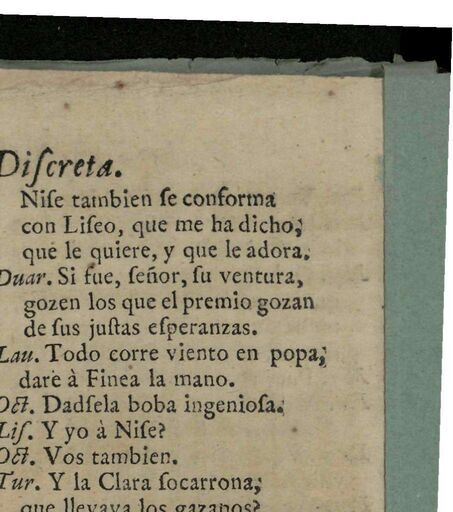 Diſcreta.
Niſe tambien ſe conforma
con Liſeo, que me ha dicho,
que le quiere, y que le adora.
Duar. Si fue, ſeñor, ſu ventura,
gozen los que el premio gozan
de ſus juſtas eſperanzas.
Lau. Todo corre viento en popa,
darè à Finea la mano.
Oct. Dadſela boba ingenioſa.
Liſ. Y yo à Niſe?
Oct. Vos tambien.
Tur. Y la Clara ſocarrona,
que llevava los gazapos?